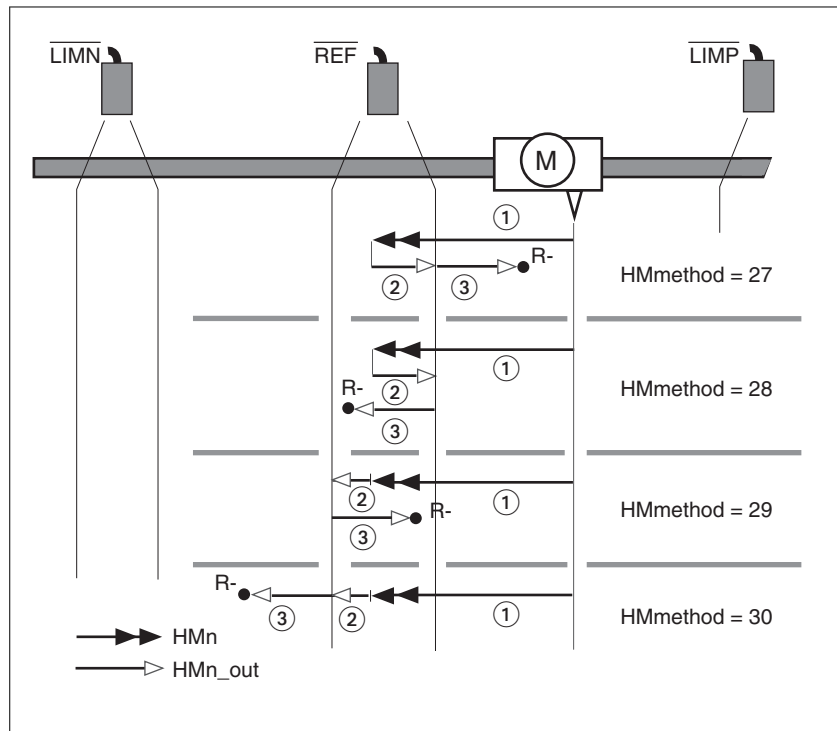 LIMN REF LIMP
M
①
R-
② ③
HMmethod = 27
①
②
R-
HMmethod = 28
③
②
①
R-
HMmethod = 29
③
R-
③ ② ①
HMmethod = 30
HMn
HMn_out